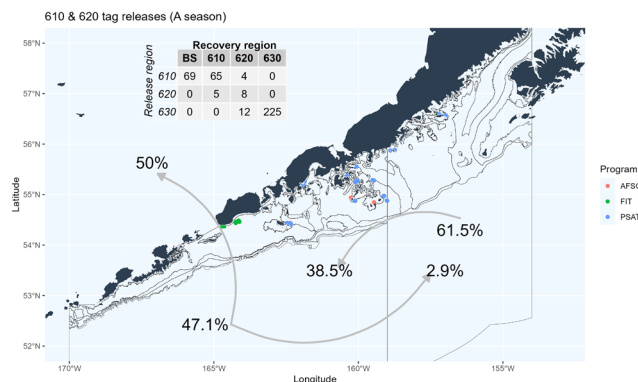 610 & 620 tag releases (A season)
Recovery region
BS 610 620 630
Release region
610 69 65 4 0
620 0 5 8 0
630 0 0 12 225
58°N
57°N
56°N
55°N
54°N
53°N
52°N
Latitude
50%
61.5%
38.5%
2.9%
47.1%
170°W 165°W 160°W 155°W
Longitude
Program
AFSC
FIT
PSAT